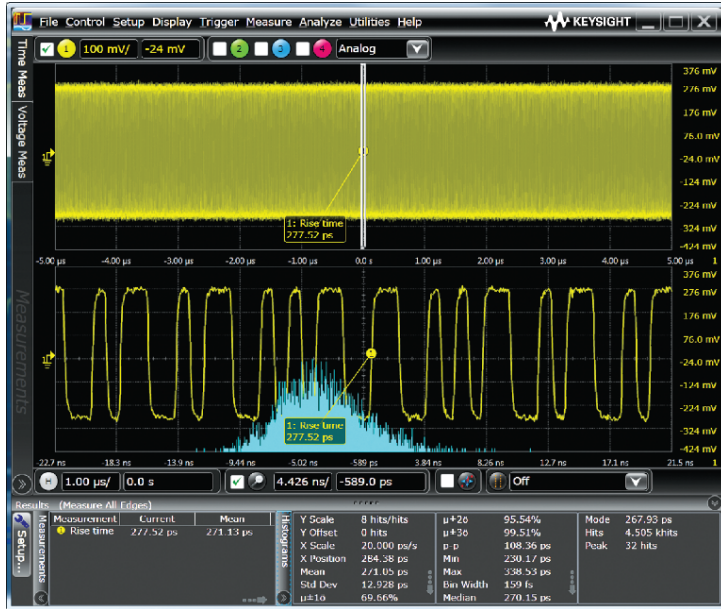 File Control Setup Display Trigger Measure Analyze Utilities Help KEYSIGHT
1 100 mV/ -24 mV 2 3 4 Analog
Time Meas
Voltage Meas
Measurements
376 mV
276 mV
176 mV
76.0 mV
-24.0 mV
-124 mV
-224 mV
-324 mV
-424 mV
1: Rise time
277.52 ps
-5.00 µs -4.00 µs -3.00 µs -2.00 µs -1.00 µs 0.0 s 1.00 µs 2.00 µs 3.00 µs 4.00 µs 5.00 µs 1
376 mV
276 mV
176 mV
76.0 mV
-24.0 mV
-124 mV
-224 mV
-324 mV
-424 mV
1
1: Rise time
277.52 ps
-22.7 ns -18.3 ns -13.9 ns -9.44 ns -5.02 ns -589 ps 3.84 ns 8.26 ns 12.7 ns 17.1 ns 21.5 ns 1
H 1.00 µs/ 0.0 s 4.426 ns/ -589.0 ps Off
Results (Measure All Edges)
Setup...
Measurements
Measurement Current Mean
Rise time 277.52 ps 271.13 ps
Histograms
Y Scale 8 hits/hits µ+2σ 95.54% Mode 267.93 ps
Y Offset 0 hits µ+3σ 99.51% Hits 4.505 khits
X Scale 20.000 ps/s p-p 108.36 ps Peak 32 hits
X Position 284.38 ps Min 230.17 ps
Mean 271.05 ps Max 338.53 ps
Std Dev 12.928 ps Bin Width 159 fs
µ±1σ 69.66% Median 270.15 ps